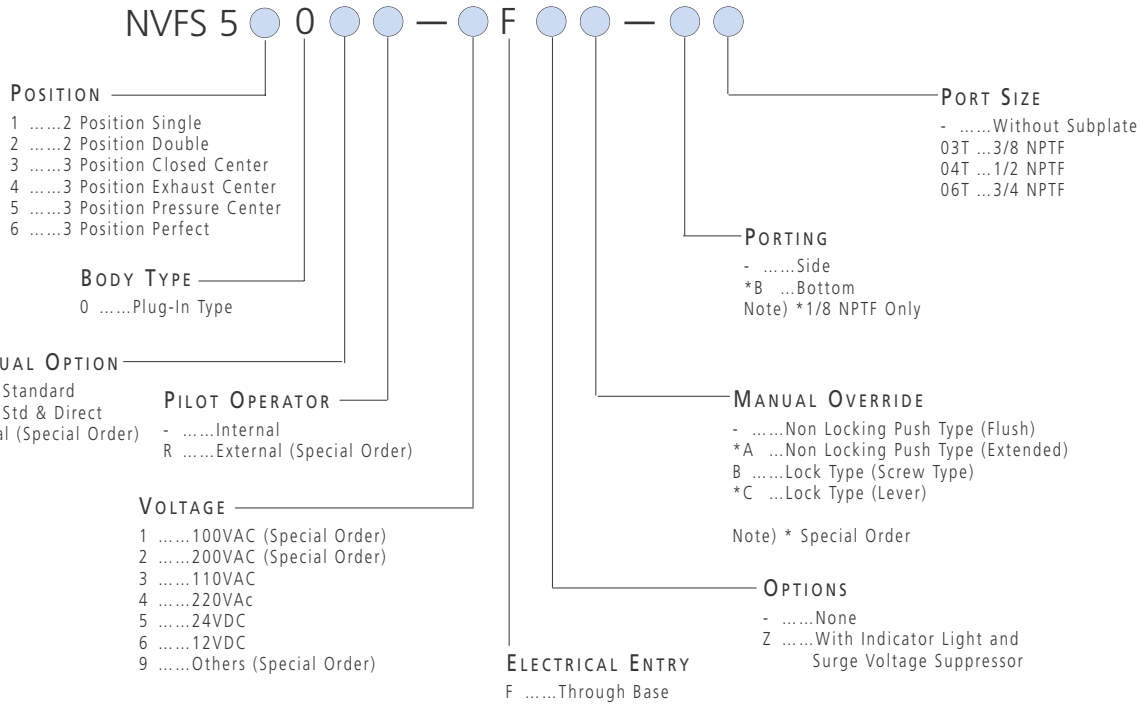 NVFS 5 0 — F —
POSITION
1 ……2 Position Single
2 ……2 Position Double
3 ……3 Position Closed Center
4 ……3 Position Exhaust Center
5 ……3 Position Pressure Center
6 ……3 Position Perfect
BODY TYPE
0 ……Plug-In Type
OPTION
Standard
Std & Direct
(Special Order)
PILOT OPERATOR
- ……Internal
R ……External (Special Order)
VOLTAGE
1 ……100VAC (Special Order)
2 ……200VAC (Special Order)
3 ……110VAC
4 ……220VAc
5 ……24VDC
6 ……12VDC
9 ……Others (Special Order)
ELECTRICAL ENTRY
F ……Through Base
OPTIONS
- ……None
Z ……With Indicator Light and
Surge Voltage Suppressor
MANUAL OVERRIDE
- ……Non Locking Push Type (Flush)
*A …Non Locking Push Type (Extended)
B ……Lock Type (Screw Type)
*C …Lock Type (Lever)
Note) * Special Order
PORTING
- ……Side
*B …Bottom
Note) *1/8 NPTF Only
PORT SIZE
- ……Without Subplate
03T …3/8 NPTF
04T …1/2 NPTF
06T …3/4 NPTF